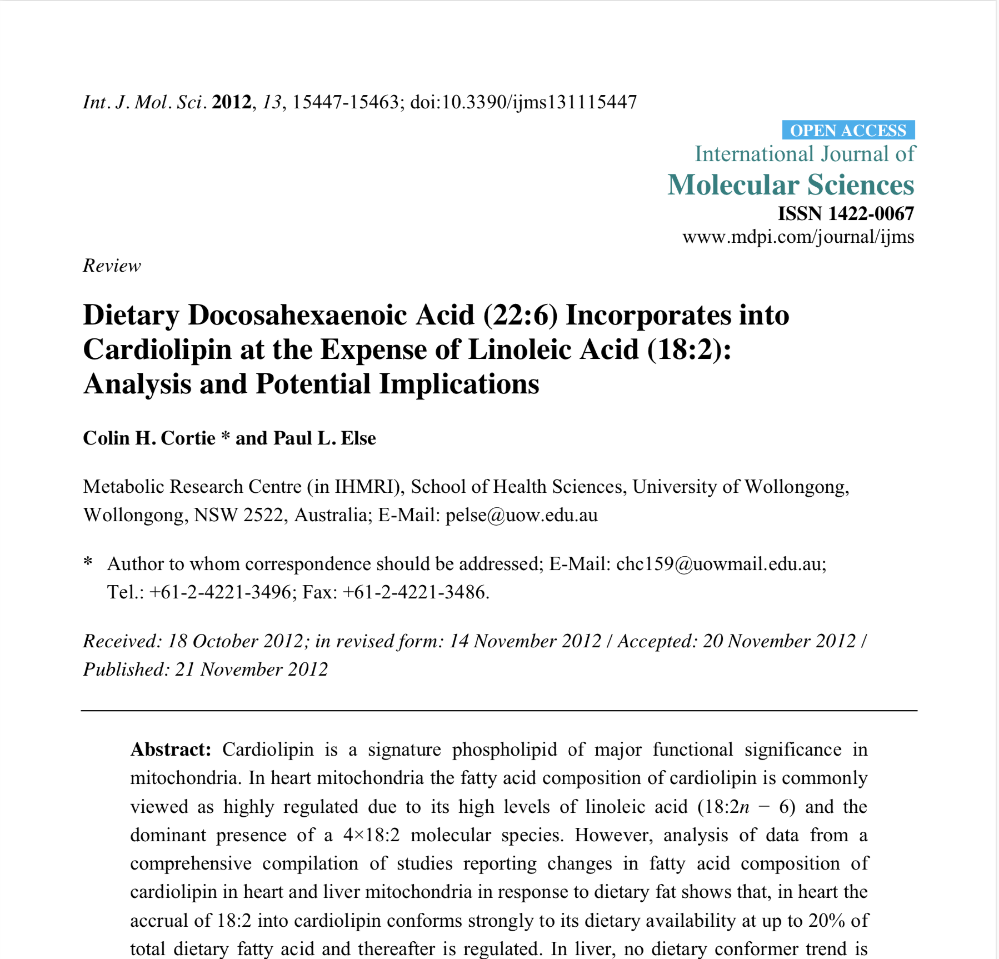 Int. J. Mol. Sci. 2012, 13, 15447-15463; doi:10.3390/ijms131115447
OPEN ACCESS
International Journal of
Molecular Sciences
ISSN 1422-0067
www.mdpi.com/journal/ijms
Review
Dietary Docosahexaenoic Acid (22:6) Incorporates into
Cardiolipin at the Expense of Linoleic Acid (18:2):
Analysis and Potential Implications
Colin H. Cortie * and Paul L. Else
Metabolic Research Centre (in IHMRI), School of Health Sciences, University of Wollongong,
Wollongong, NSW 2522, Australia; E-Mail: pelse@uow.edu.au
* Author to whom correspondence should be addressed; E-Mail: chc159@uowmail.edu.au;
Tel.: +61-2-4221-3496; Fax: +61-2-4221-3486.
Received: 18 October 2012; in revised form: 14 November 2012 / Accepted: 20 November 2012 /
Published: 21 November 2012
Abstract: Cardiolipin is a signature phospholipid of major functional significance in
mitochondria. In heart mitochondria the fatty acid composition of cardiolipin is commonly
viewed as highly regulated due to its high levels of linoleic acid (18:2n − 6) and the
dominant presence of a 4×18:2 molecular species. However, analysis of data from a
comprehensive compilation of studies reporting changes in fatty acid composition of
cardiolipin in heart and liver mitochondria in response to dietary fat shows that, in heart the
accrual of 18:2 into cardiolipin conforms strongly to its dietary availability at up to 20% of
total dietary fatty acid and thereafter is regulated. In liver, no dietary conformer trend is